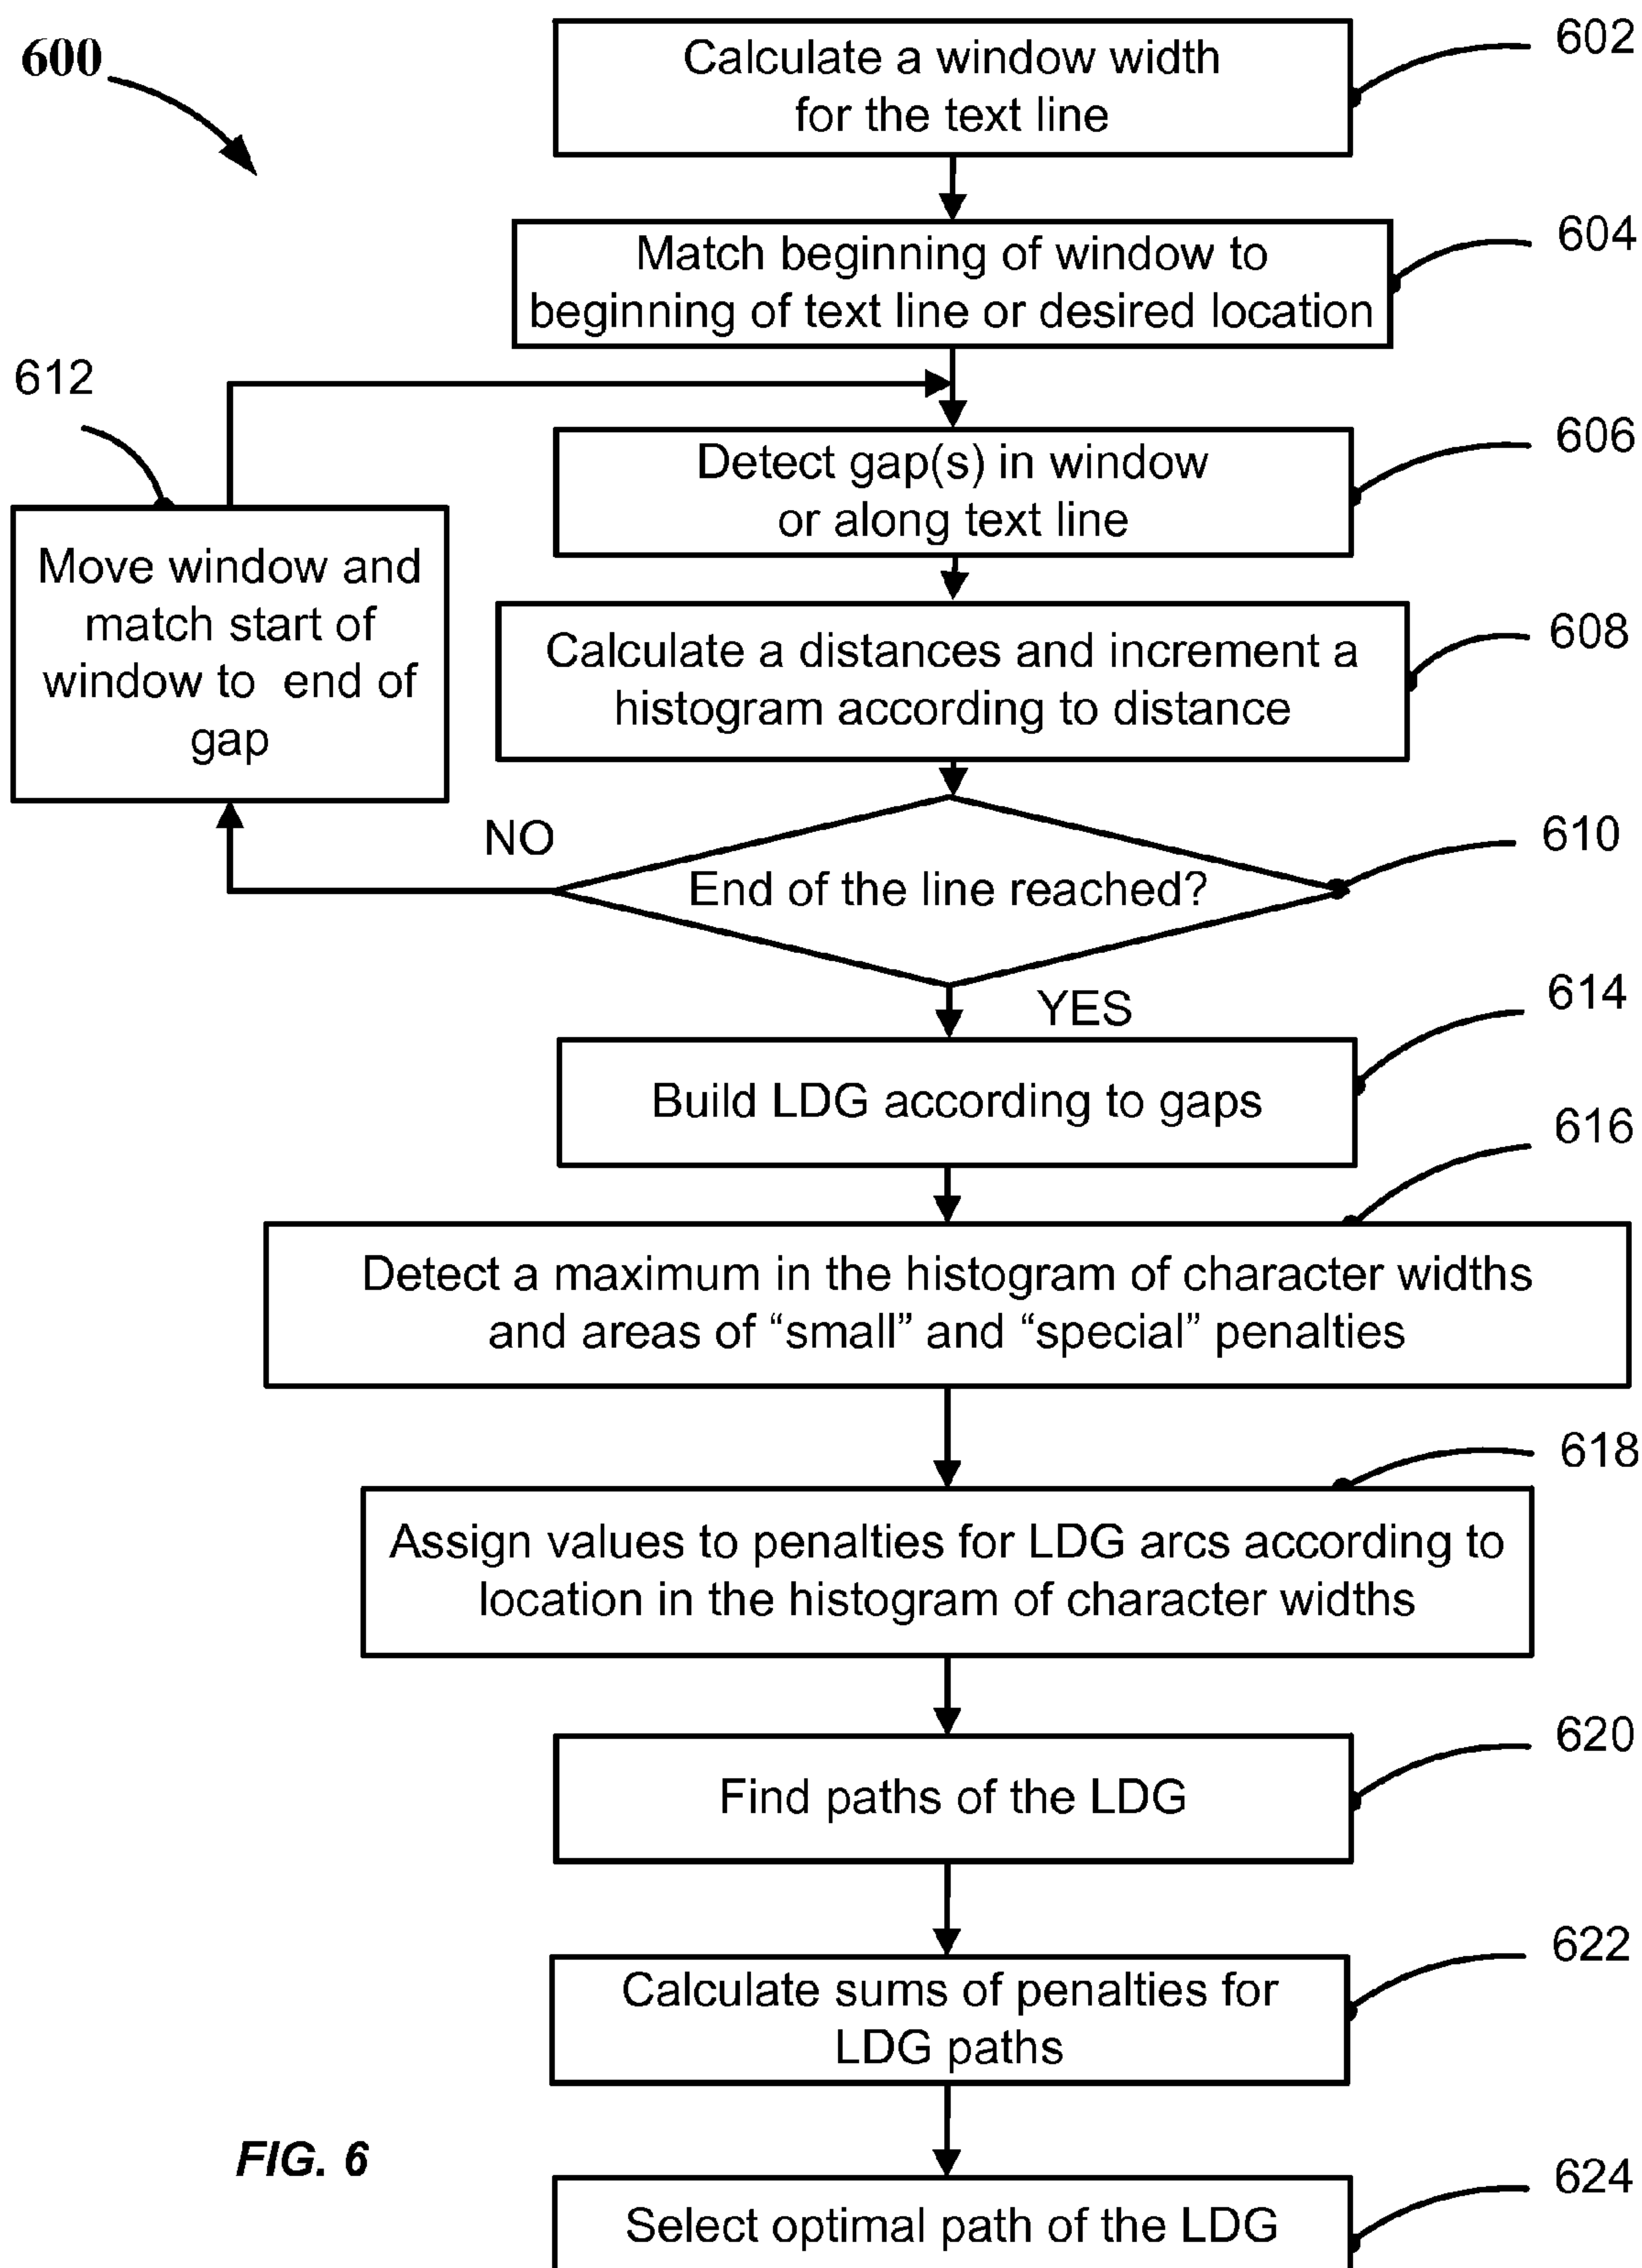 600
602
Calculate a window width
for the text line
604
Match beginning of window to
beginning of text line or desired location
612
606
Detect gap(s) in window
or along text line
Move window and
match start of
window to end of
gap
608
Calculate a distances and increment a
histogram according to distance
NO
610
End of the line reached?
YES
614
Build LDG according to gaps
616
Detect a maximum in the histogram of character widths
and areas of “small” and “special” penalties
618
Assign values to penalties for LDG arcs according to
location in the histogram of character widths
620
Find paths of the LDG
622
Calculate sums of penalties for
LDG paths
FIG. 6
624
Select optimal path of the LDG